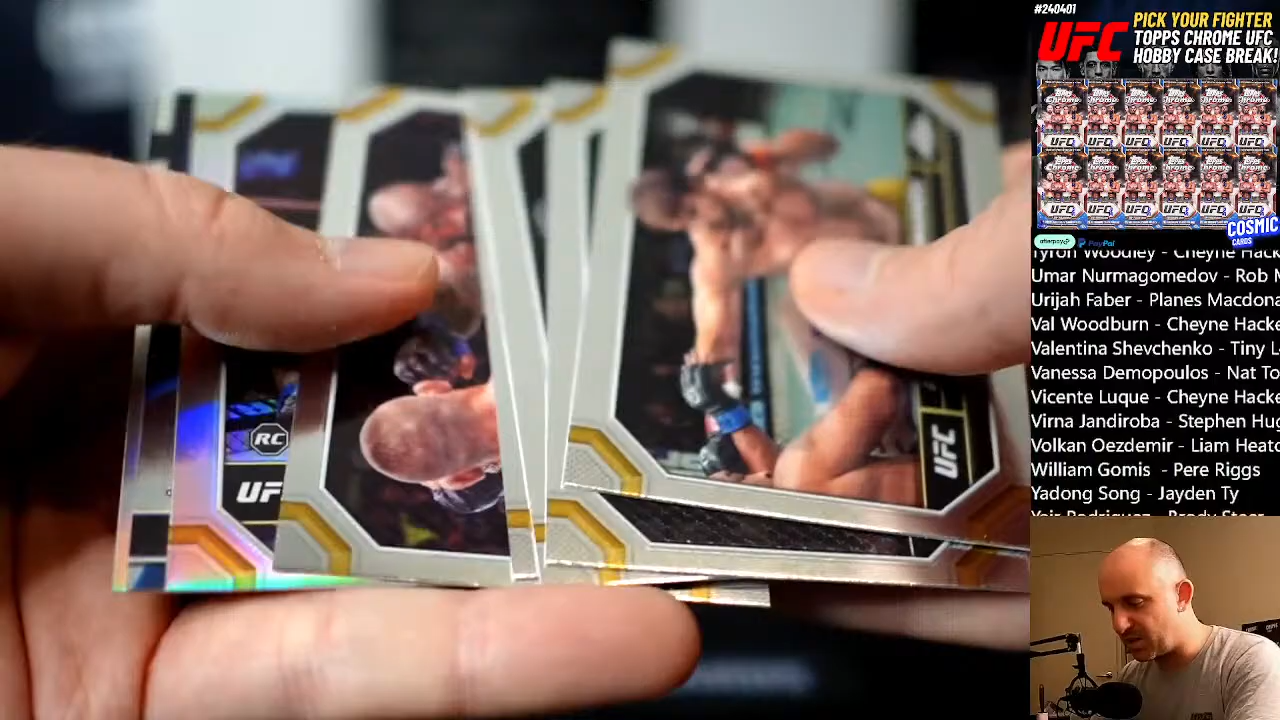 #240401
UFC
PICK YOUR FIGHTER
TOPPS CHROME UFC
HOBBY CASE BREAK!
COSMIC
CARDS
afterpay
PayPal
Tyron Woodley - Cheyne Hack
Umar Nurmagomedov - Rob M
Urijah Faber - Planes Macdona
Val Woodburn - Cheyne Hacke
Valentina Shevchenko - Tiny L
Vanessa Demopoulos - Nat To
Vicente Luque - Cheyne Hacke
Virna Jandiroba - Stephen Hug
Volkan Oezdemir - Liam Heato
William Gomis - Pere Riggs
Yadong Song - Jayden Ty
Yair Rodriguez - Brody Steer
RC
UF
UFC